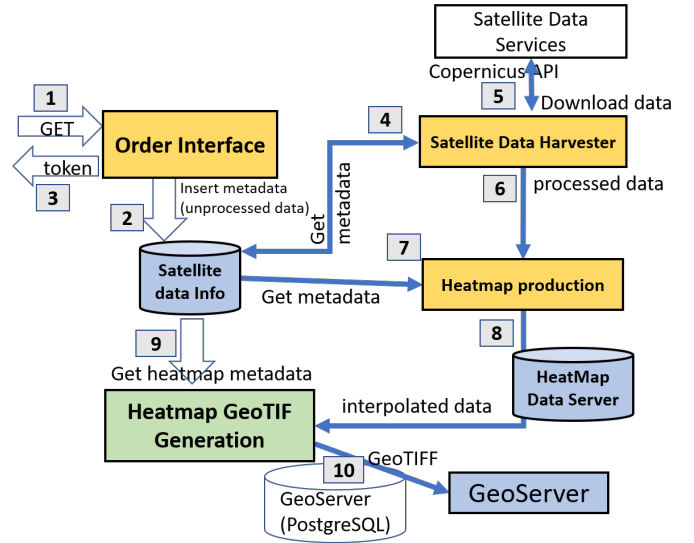 Satellite Data
Services
Copernicus API
5
Download data
1
GET
Order Interface
token
3
4
Satellite Data Harvester
Insert metadata
(unprocessed data)
2
Get
metadata
6
processed data
7
Satellite
data Info
Get metadata
Heatmap production
8
9
Get heatmap metadata
HeatMap
Data Server
Heatmap GeoTIF
Generation
interpolated data
10
GeoTIFF
GeoServer
(PostgreSQL)
GeoServer